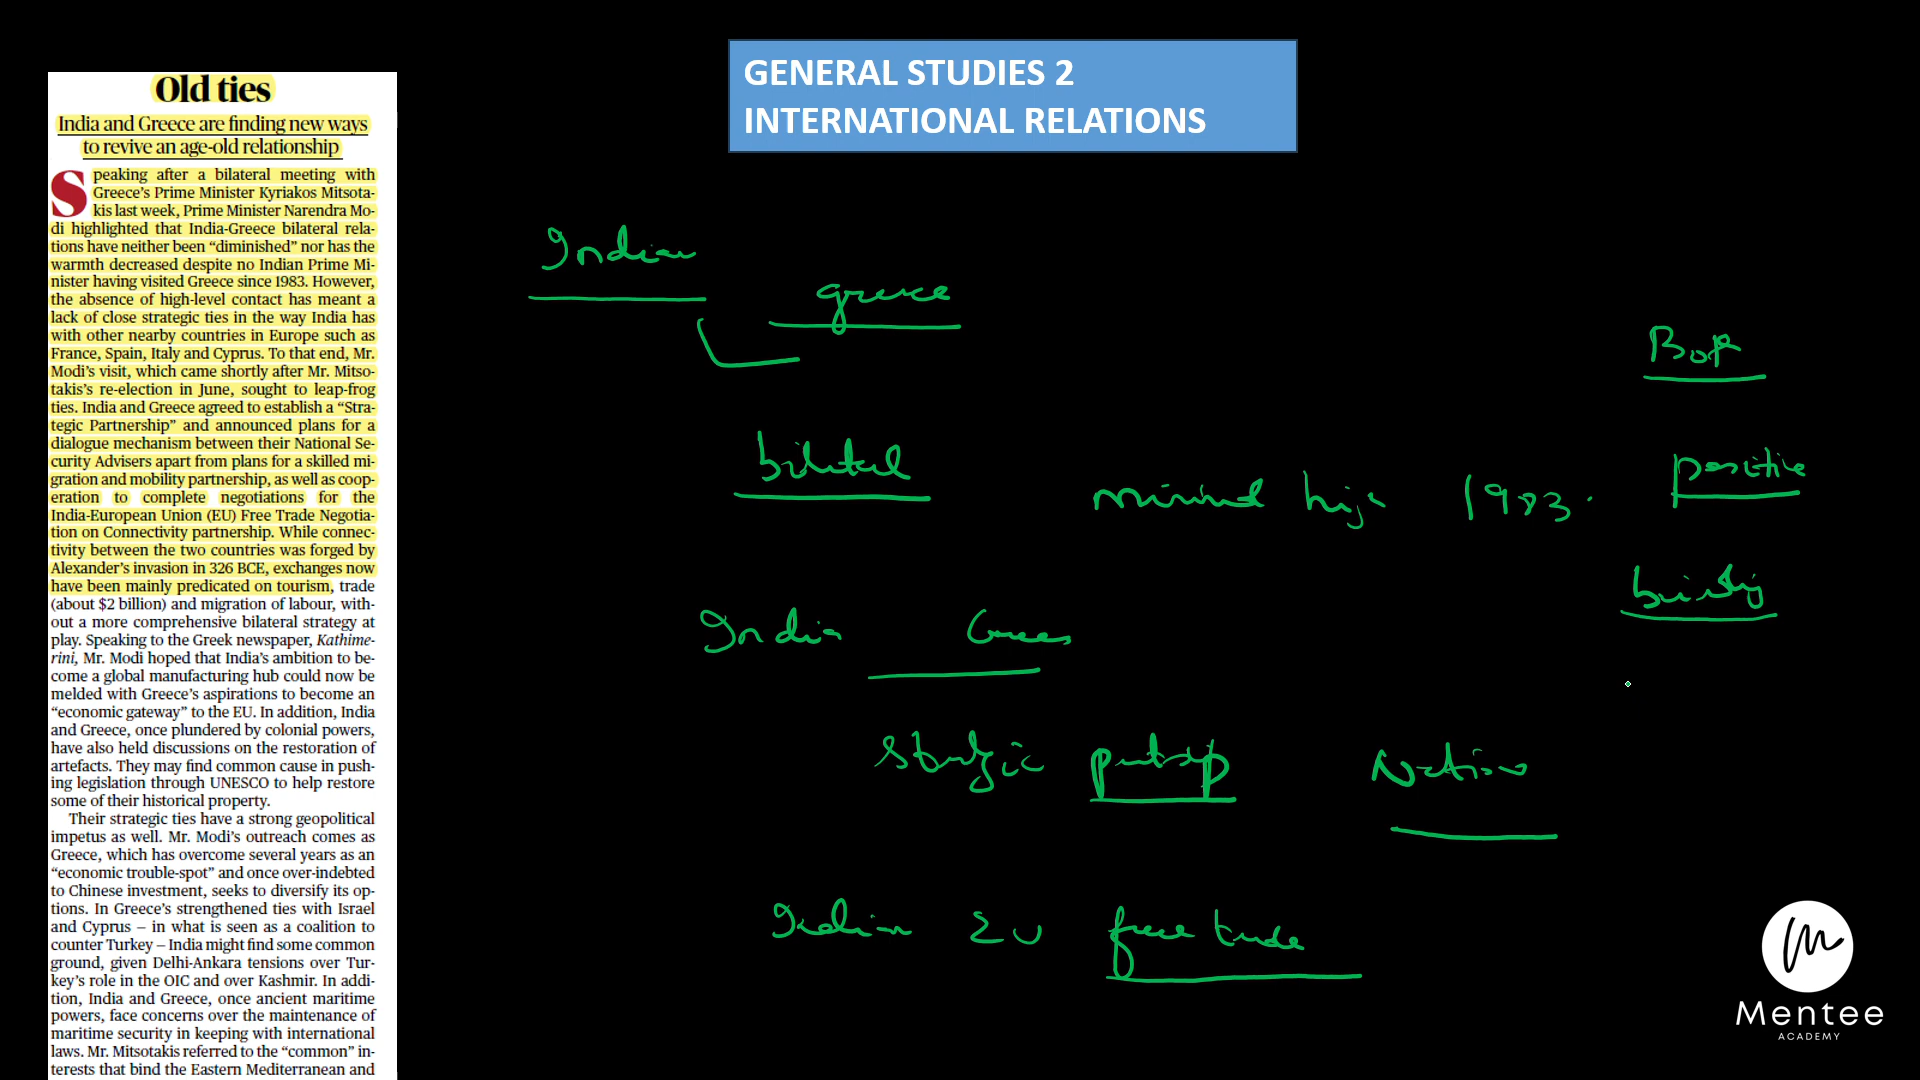 Old ties
India and Greece are finding new ways
to revive an age-old relationship
Speaking after a bilateral meeting with
Greece's Prime Minister Kyriakos Mitsota-
kis last week, Prime Minister Narendra Mo-
di highlighted that India-Greece bilateral rela-
tions have neither been “diminished” nor has the
warmth decreased despite no Indian Prime Mi-
nister having visited Greece since 1983. However,
the absence of high-level contact has meant a
lack of close strategic ties in the way India has
with other nearby countries in Europe such as
France, Spain, Italy and Cyprus. To that end, Mr.
Modi's visit, which came shortly after Mr. Mitso-
takis's re-election in June, sought to leap-frog
ties. India and Greece agreed to establish a “Stra-
tegic Partnership” and announced plans for a
dialogue mechanism between their National Se-
curity Advisers apart from plans for a skilled mi-
gration and mobility partnership, as well as coop-
eration to complete negotiations for the
India-European Union (EU) Free Trade Negotia-
tion on Connectivity partnership. While connec-
tivity between the two countries was forged by
Alexander's invasion in 326 BCE, exchanges now
have been mainly predicated on tourism, trade
(about $2 billion) and migration of labour, with-
out a more comprehensive bilateral strategy at
play. Speaking to the Greek newspaper, Kathime-
rini, Mr. Modi hoped that India's ambition to be-
come a global manufacturing hub could now be
melded with Greece's aspirations to become an
“economic gateway” to the EU. In addition, India
and Greece, once plundered by colonial powers,
have also held discussions on the restoration of
artefacts. They may find common cause in push-
ing legislation through UNESCO to help restore
some of their historical property.
Their strategic ties have a strong geopolitical
impetus as well. Mr. Modi's outreach comes as
Greece, which has overcome several years as an
“economic trouble-spot” and once over-indebted
to Chinese investment, seeks to diversify its op-
tions. In Greece's strengthened ties with Israel
and Cyprus – in what is seen as a coalition to
counter Turkey – India might find some common
ground, given Delhi-Ankara tensions over Tur-
key's role in the OIC and over Kashmir. In addi-
tion, India and Greece, once ancient maritime
powers, face concerns over the maintenance of
maritime security in keeping with international
laws. Mr. Mitsotakis referred to the “common” in-
terests that bind the Eastern Mediterranean and
GENERAL STUDIES 2
INTERNATIONAL RELATIONS
Indian
greece
positive
1983.
India
Indian EU free trade
Mentee
ACADEMY